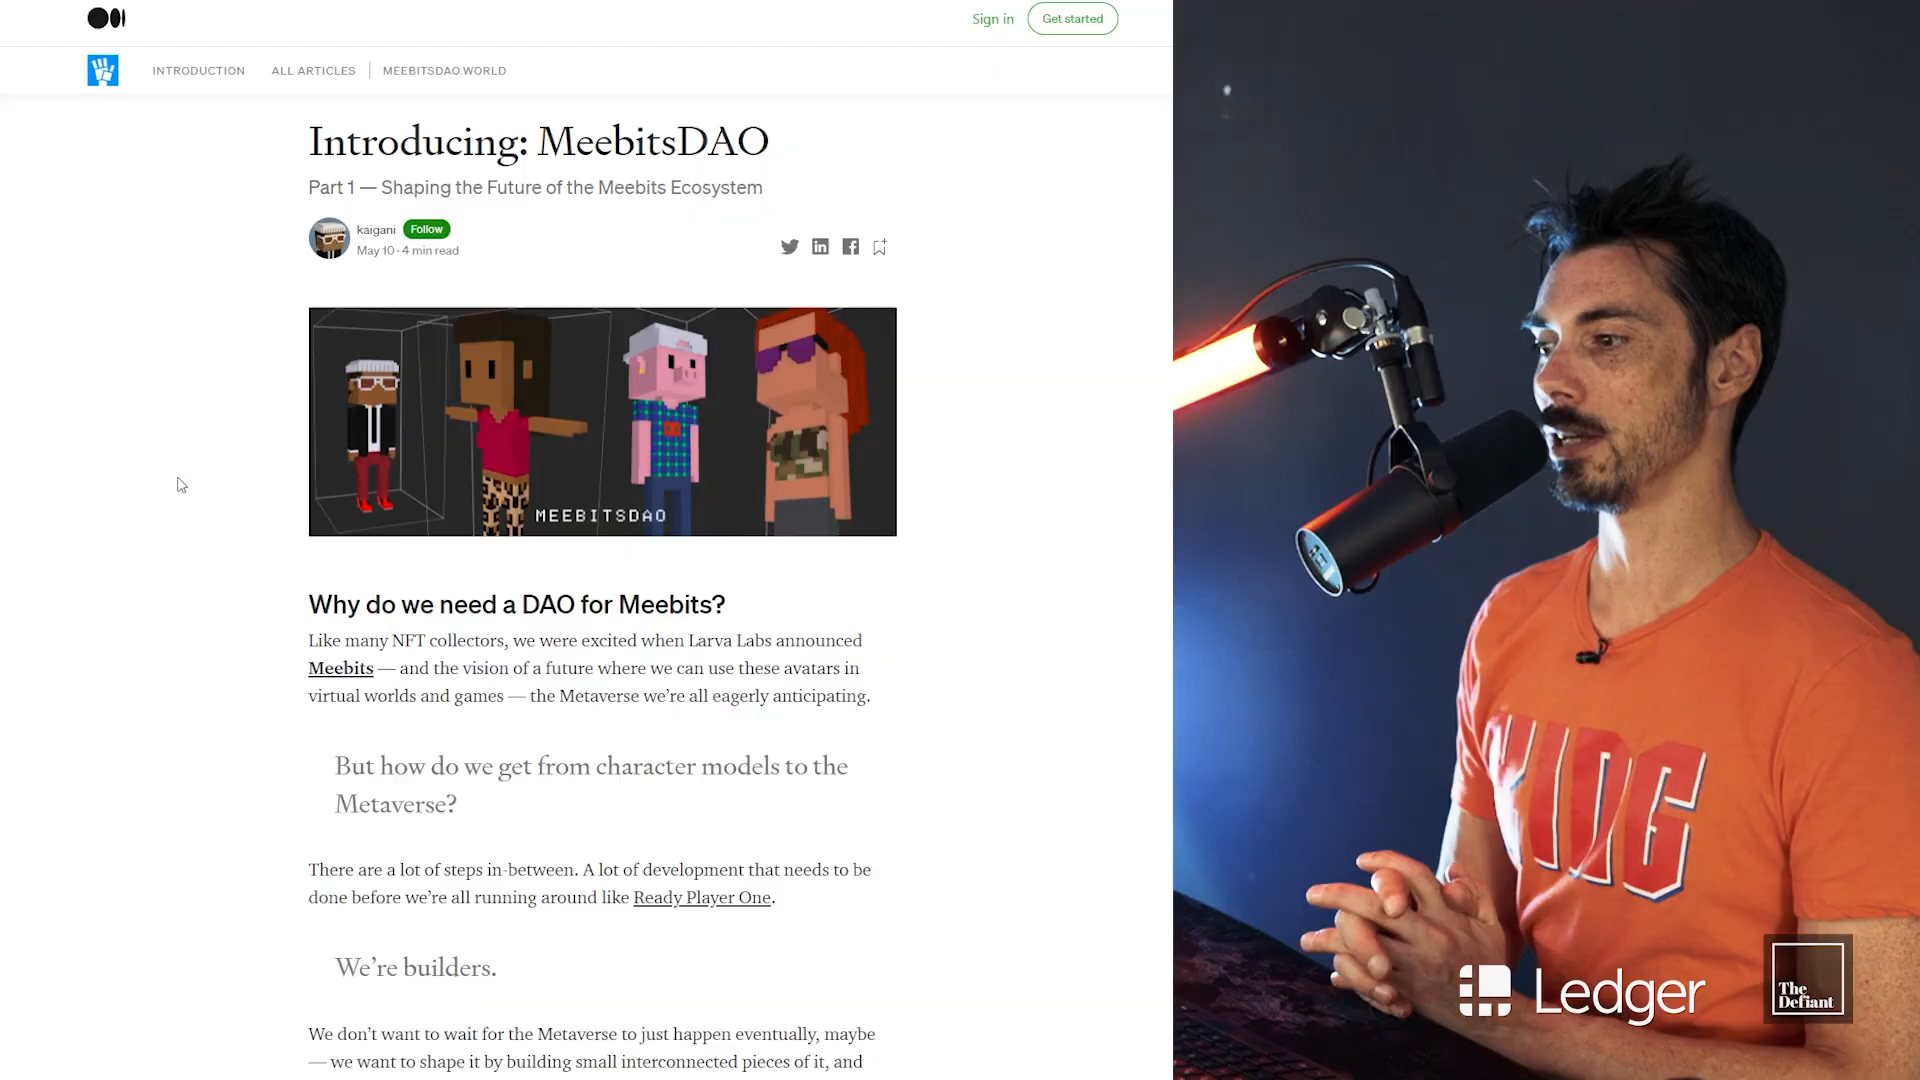 Sign in
Get started
INTRODUCTION
ALL ARTICLES
MEEBITSDAO.WORLD
Introducing: MeebitsDAO
Part 1 — Shaping the Future of the Meebits Ecosystem
kaigani
Follow
May 10 · 4 min read
MEEBITSDAO
Why do we need a DAO for Meebits?
Like many NFT collectors, we were excited when Larva Labs announced
Meebits — and the vision of a future where we can use these avatars in
virtual worlds and games — the Metaverse we’re all eagerly anticipating.
But how do we get from character models to the
Metaverse?
There are a lot of steps in-between. A lot of development that needs to be
done before we’re all running around like Ready Player One.
We’re builders.
We don’t want to wait for the Metaverse to just happen eventually, maybe
— we want to shape it by building small interconnected pieces of it, and
Ledger
The
Defiant